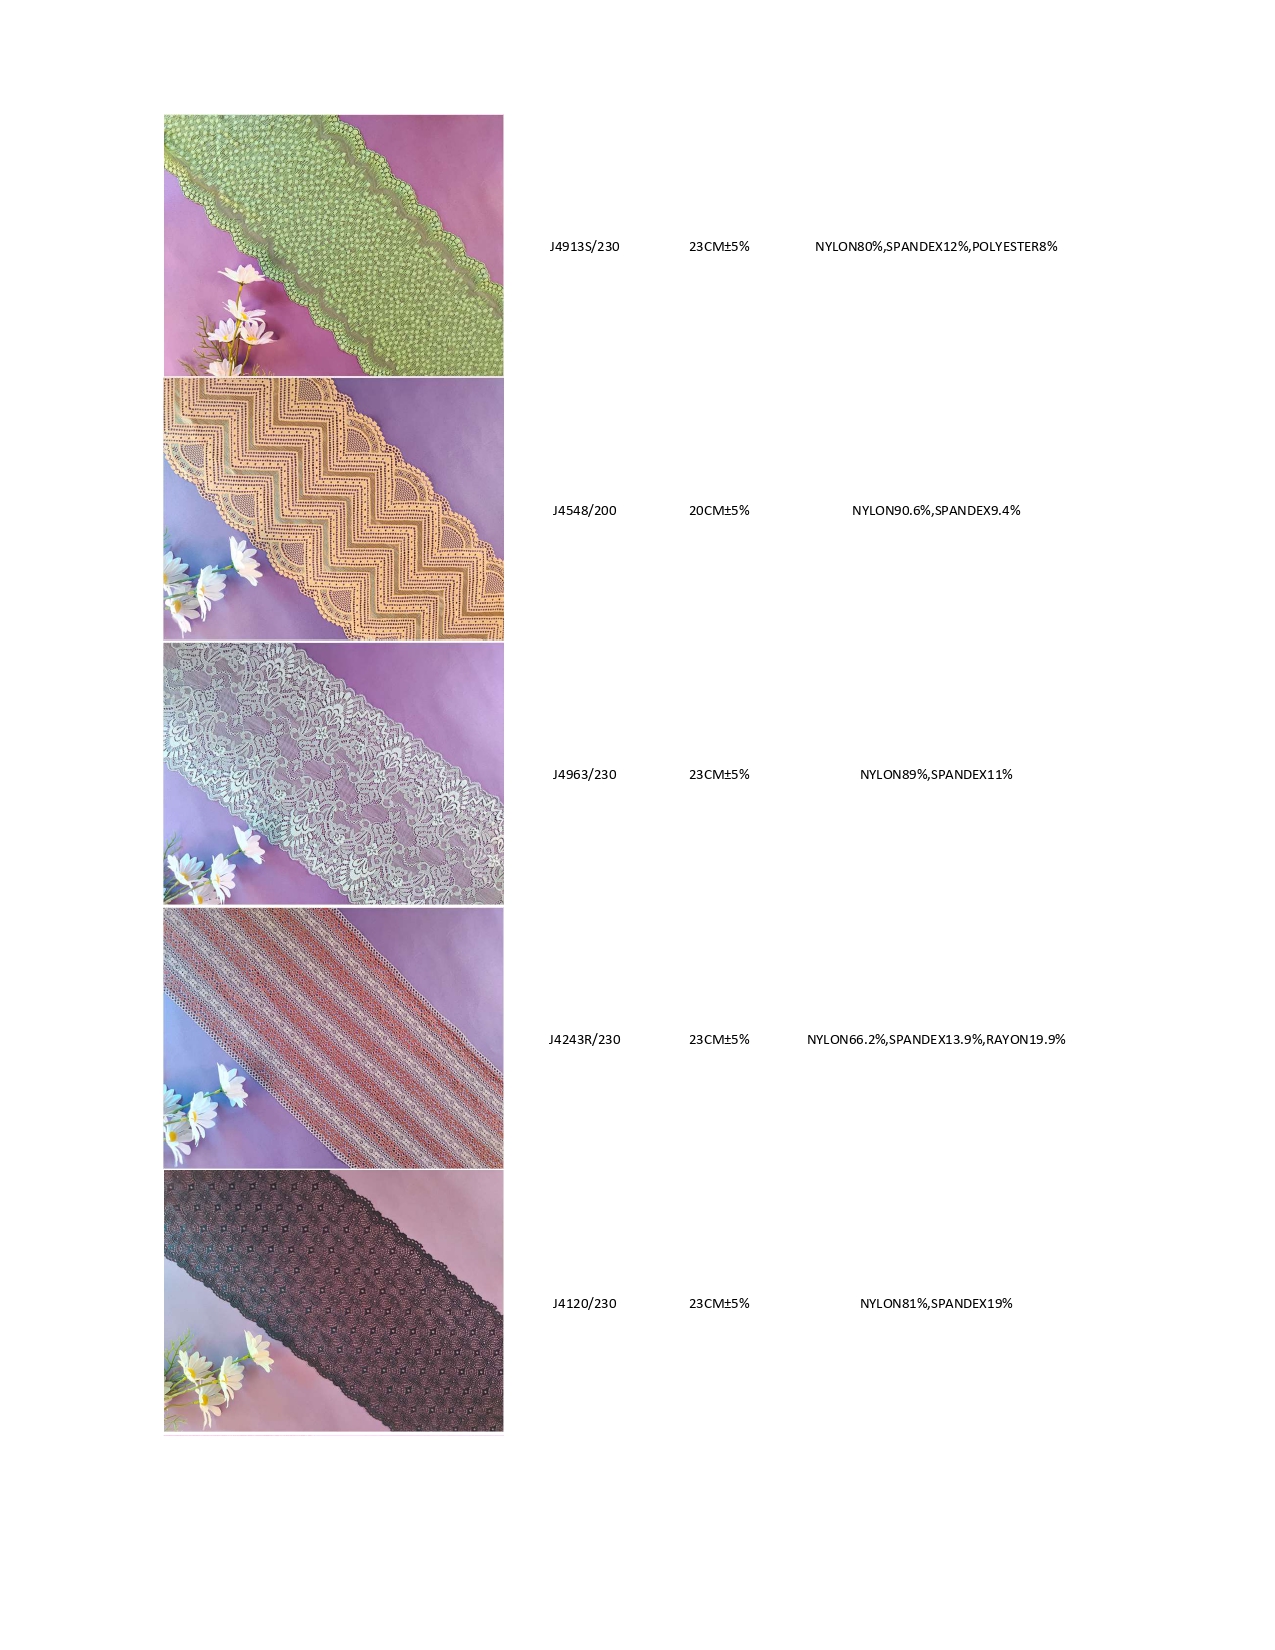 J4913S/230 23CM±5% NYLON80%,SPANDEX12%,POLYESTER8%
J4548/200 20CM±5% NYLON90.6%,SPANDEX9.4%
J4963/230 23CM±5% NYLON89%,SPANDEX11%
J4243R/230 23CM±5% NYLON66.2%,SPANDEX13.9%,RAYON19.9%
J4120/230 23CM±5% NYLON81%,SPANDEX19%